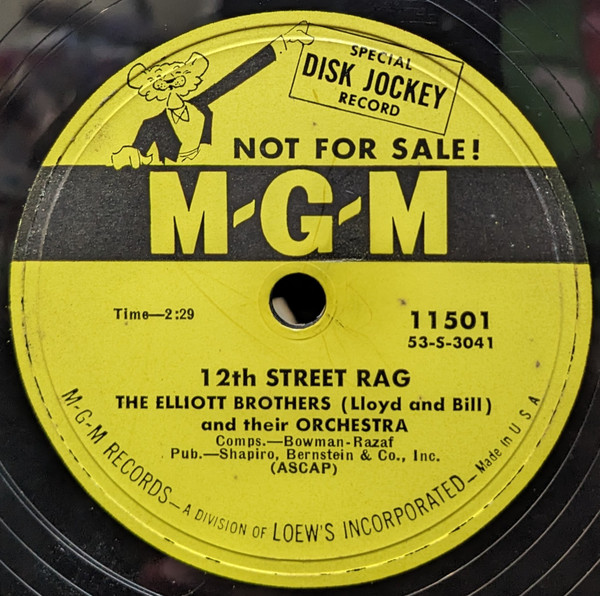 SPECIAL
DISK JOCKEY
RECORD
NOT FOR SALE!
M-G-M
Time—2:29
11501
53-S-3041
12th STREET RAG
THE ELLIOTT BROTHERS (Lloyd and Bill)
and their ORCHESTRA
Comps.—Bowman-Razaf
Pub.—Shapiro, Bernstein & Co., Inc.
(ASCAP)
M-G-M RECORDS—A DIVISION OF LOEW'S INCORPORATED—Made in U S A